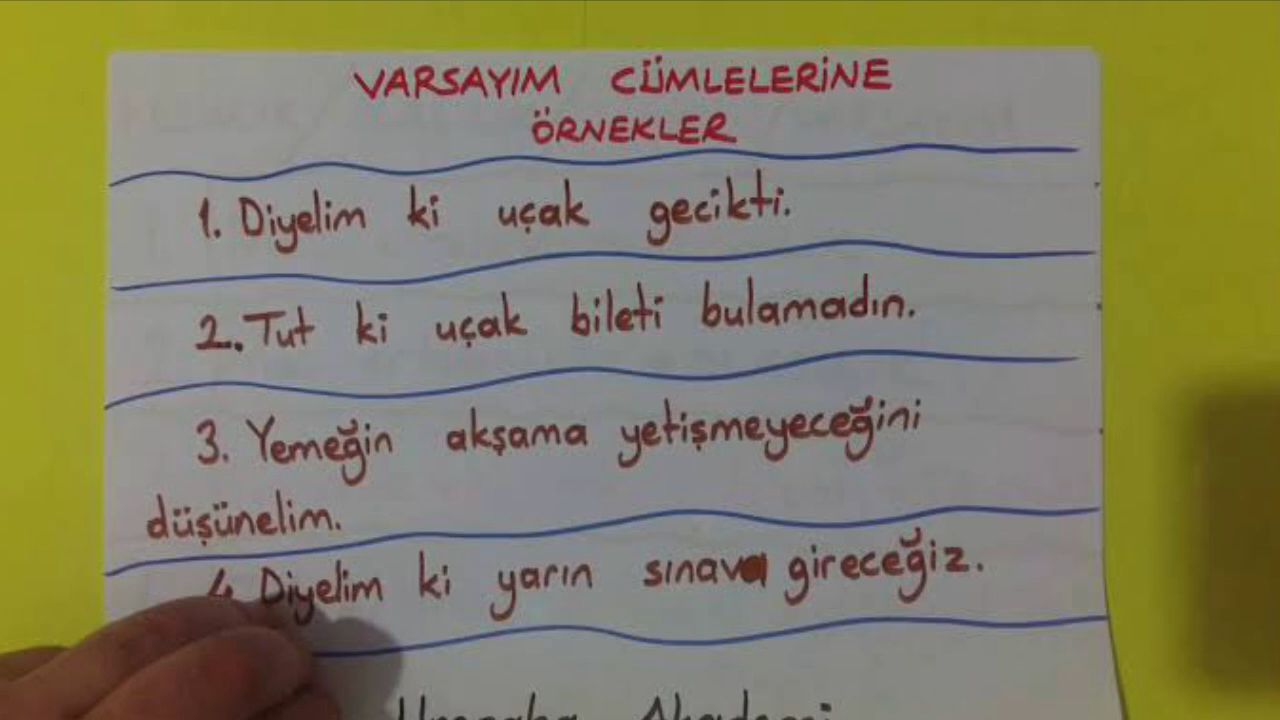 VARSAYIM CÜMLELERİNE
ÖRNEKLER
1. Diyelim ki uçak gecikti.
2. Tut ki uçak bileti bulamadın.
3. Yemeğin akşama yetişmeyeceğini
düşünelim.
4. Diyelim ki yarın sınava gireceğiz.
Akademi